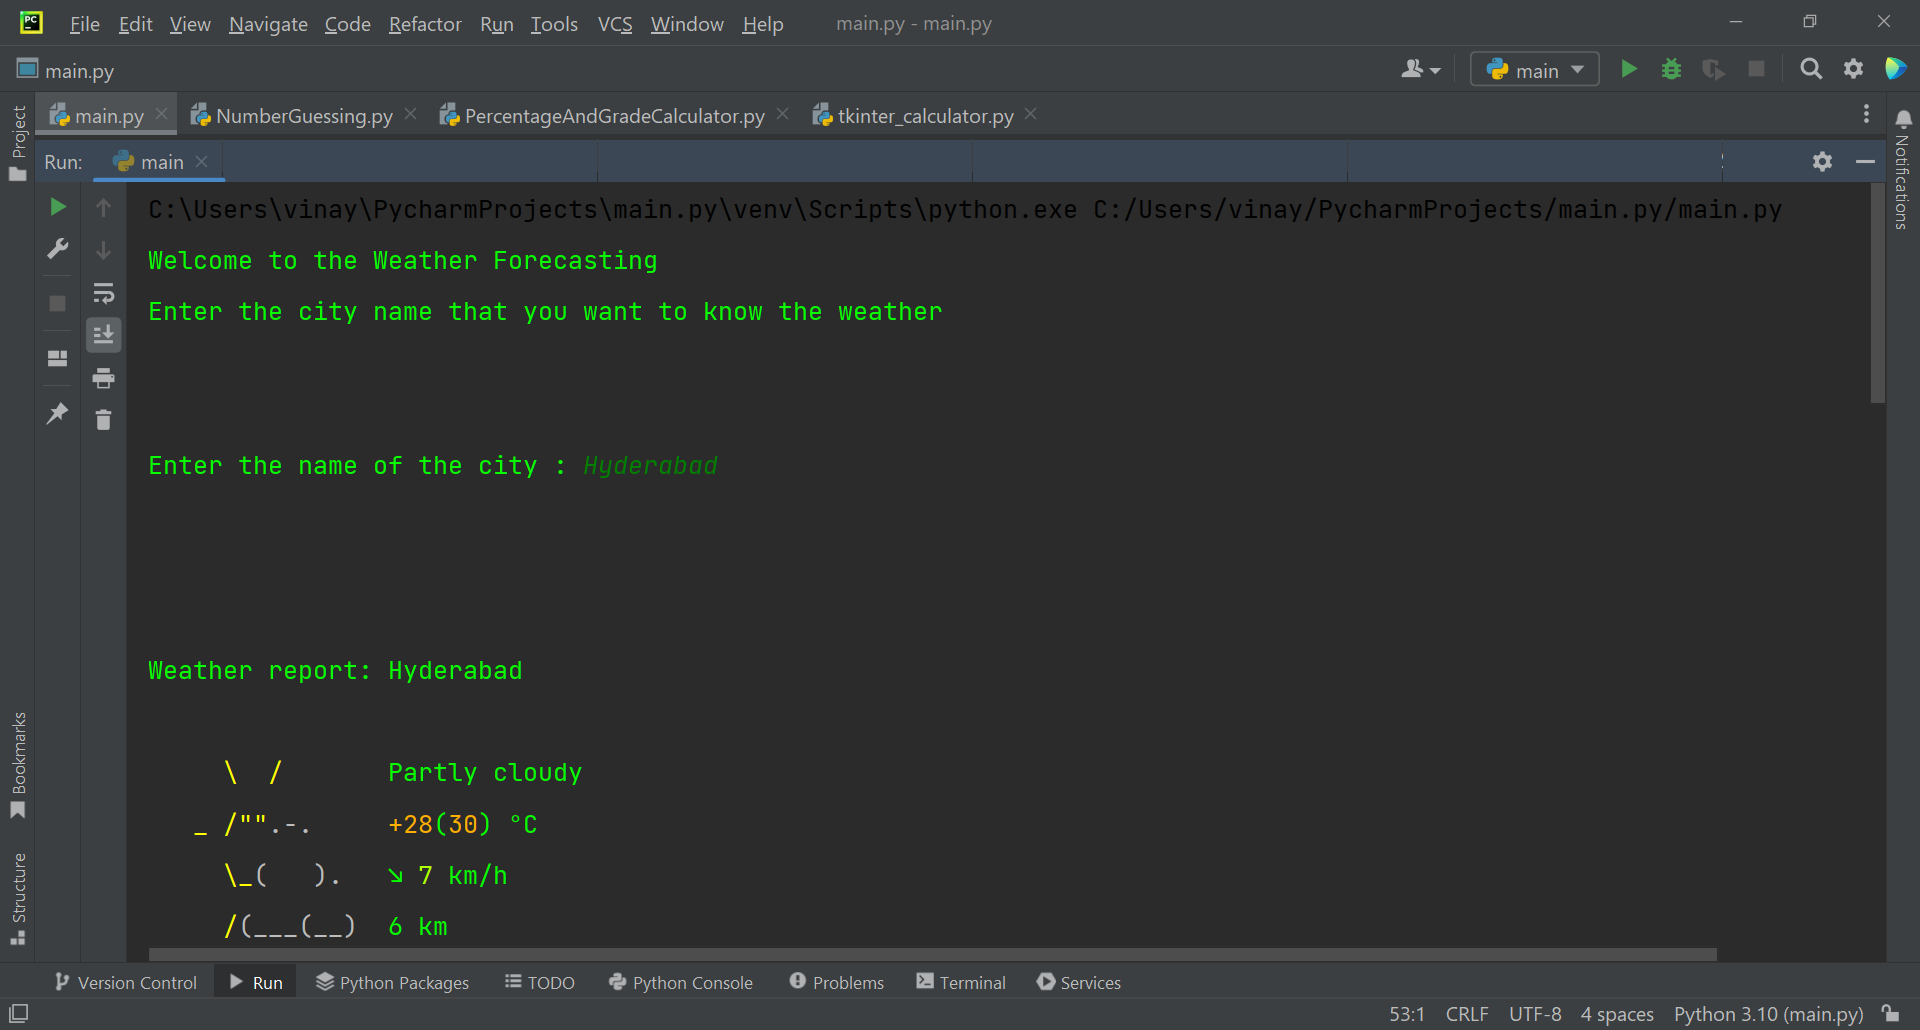 PC File Edit View Navigate Code Refactor Run Tools VCS Window Help main.py - main.py
main.py main
main.py NumberGuessing.py PercentageAndGradeCalculator.py tkinter_calculator.py
Project
Notifications
Run: main
C:\Users\vinay\PycharmProjects\main.py\venv\Scripts\python.exe C:/Users/vinay/PycharmProjects/main.py/main.py
Welcome to the Weather Forecasting
Enter the city name that you want to know the weather
Enter the name of the city : Hyderabad
Weather report: Hyderabad
\  /       Partly cloudy
_ /"".-.     +28(30) °C
\_(   ).   ↘ 7 km/h
/(___(__)  6 km
Bookmarks
Structure
Version Control Run Python Packages TODO Python Console Problems Terminal Services
53:1 CRLF UTF-8 4 spaces Python 3.10 (main.py)